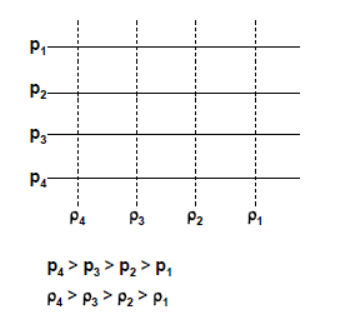 p₁
p₂
p₃
p₄
ρ₄ ρ₃ ρ₂ ρ₁
p₄ > p₃ > p₂ > p₁
ρ₄ > ρ₃ > ρ₂ > ρ₁